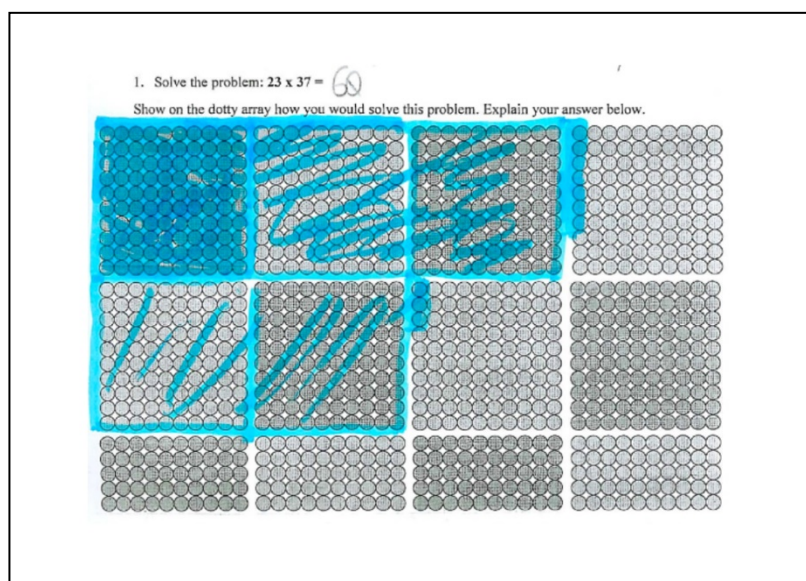 1. Solve the problem: 23 x 37 = 60
Show on the dotty array how you would solve this problem. Explain your answer below.